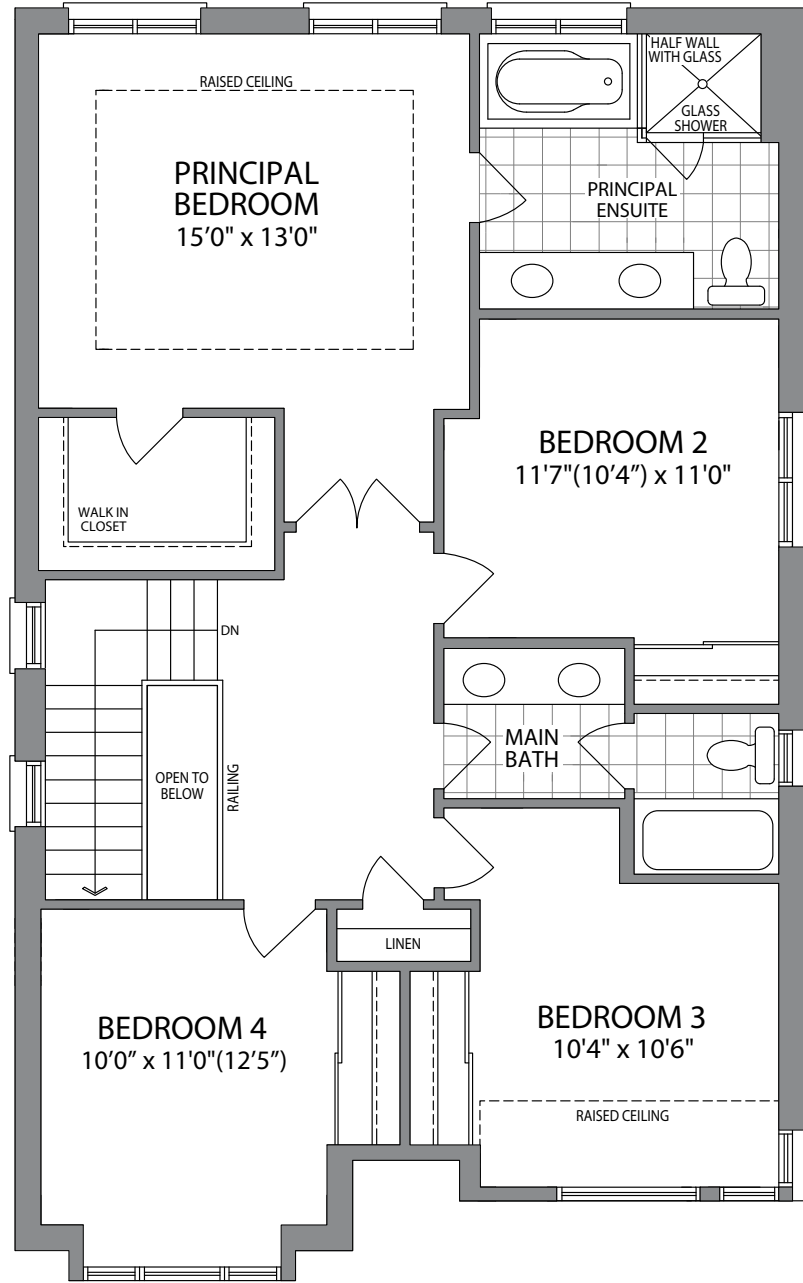 RAISED CEILING
PRINCIPAL
BEDROOM
15’0" x 13'0"
HALF WALL
WITH GLASS
GLASS
SHOWER
PRINCIPAL
ENSUITE
BEDROOM 2
11'7"(10’4”) x 11'0"
WALK IN
CLOSET
DN
OPEN TO
BELOW
RAILING
MAIN
BATH
LINEN
BEDROOM 4
10’0” x 11'0"(12’5”)
BEDROOM 3
10'4" x 10'6"
RAISED CEILING